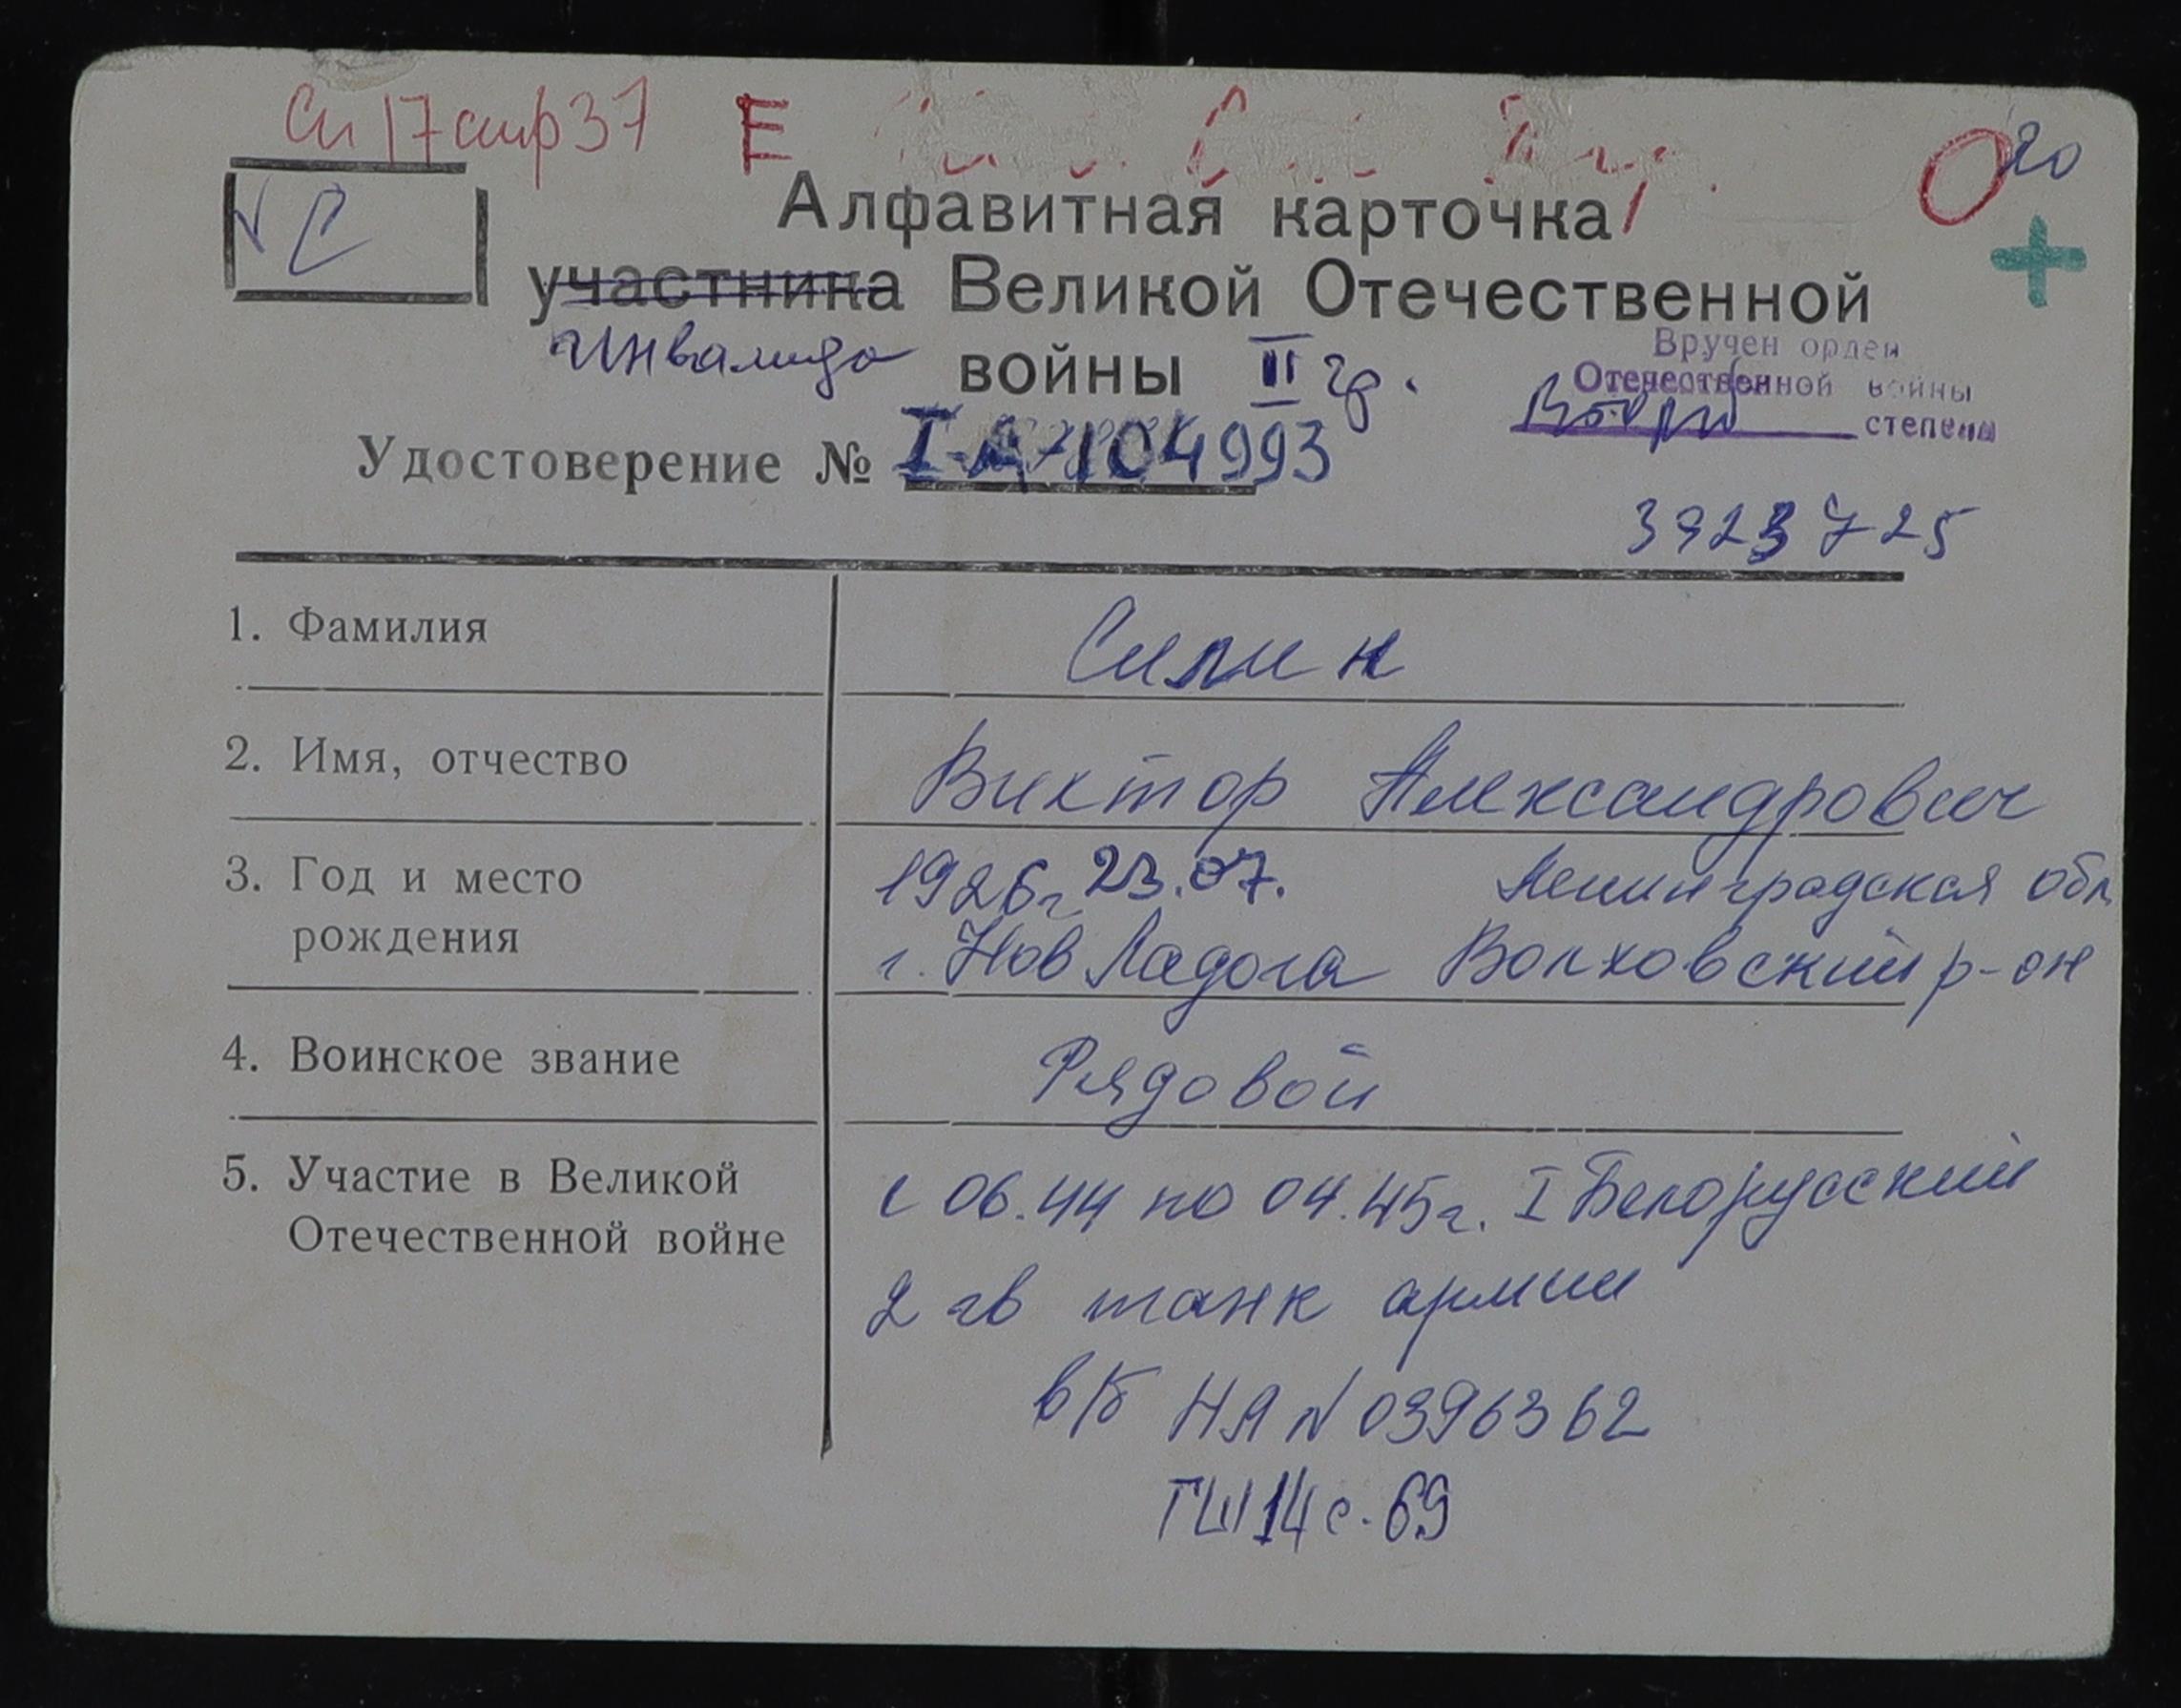 Сп 17 стр 37 Е
20
С
Алфавитная карточка
участника Великой Отечественной
Инвалида войны II гр.
Вручен орден
Отечественной войны
степени
Удостоверение № I-А-104993
3923725
1. Фамилия Силин
2. Имя, отчество Виктор Александрович
3. Год и место 1926г 23.07. Ленинградская обл
рождения г. Нов Ладога Волховский р-он
4. Воинское звание Рядовой
5. Участие в Великой с 06.44 по 04.45г. I Белорусский
Отечественной войне
2 гв танк армии
в/б НА № 0396362
ГШ 14 с. 69